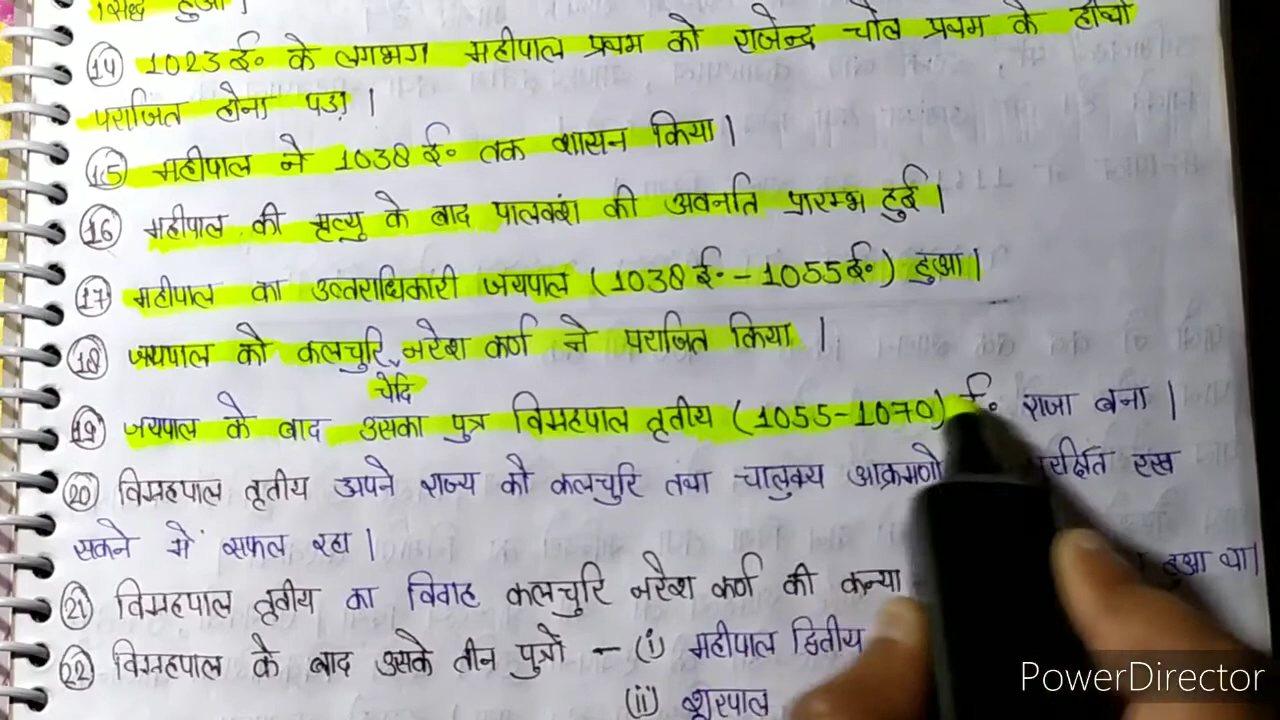 सिद्ध हुआ।
(14) 1023 ई० के लगभग महीपाल प्रथम को राजेन्द्र चोल प्रथम के हाथों
पराजित होना पड़ा।
(15) महीपाल ने 1038 ई० तक शासन किया।
(16) महीपाल की मृत्यु के बाद पालवंश की अवनति प्रारम्भ हुई।
(17) महीपाल का उत्तराधिकारी जयपाल (1038 ई० - 1055 ई०) हुआ।
(18) जयपाल को कलचुरि नरेश कर्ण ने पराजित किया।
चेदि
(19) जयपाल के बाद उसका पुत्र विग्रहपाल तृतीय (1055-1070) ई० राजा बना।
(20) विग्रहपाल तृतीय अपने राज्य को कलचुरि तथा चालुक्य आक्रमणों रख
सकने में सफल रहा।
(21) विग्रहपाल तृतीय का विवाह कलचुरि नरेश कर्ण की कन्या हुआ था।
(22) विग्रहपाल के बाद उसके तीन पुत्रों - (i) महीपाल द्वितीय
(ii) शूरपाल
PowerDirector